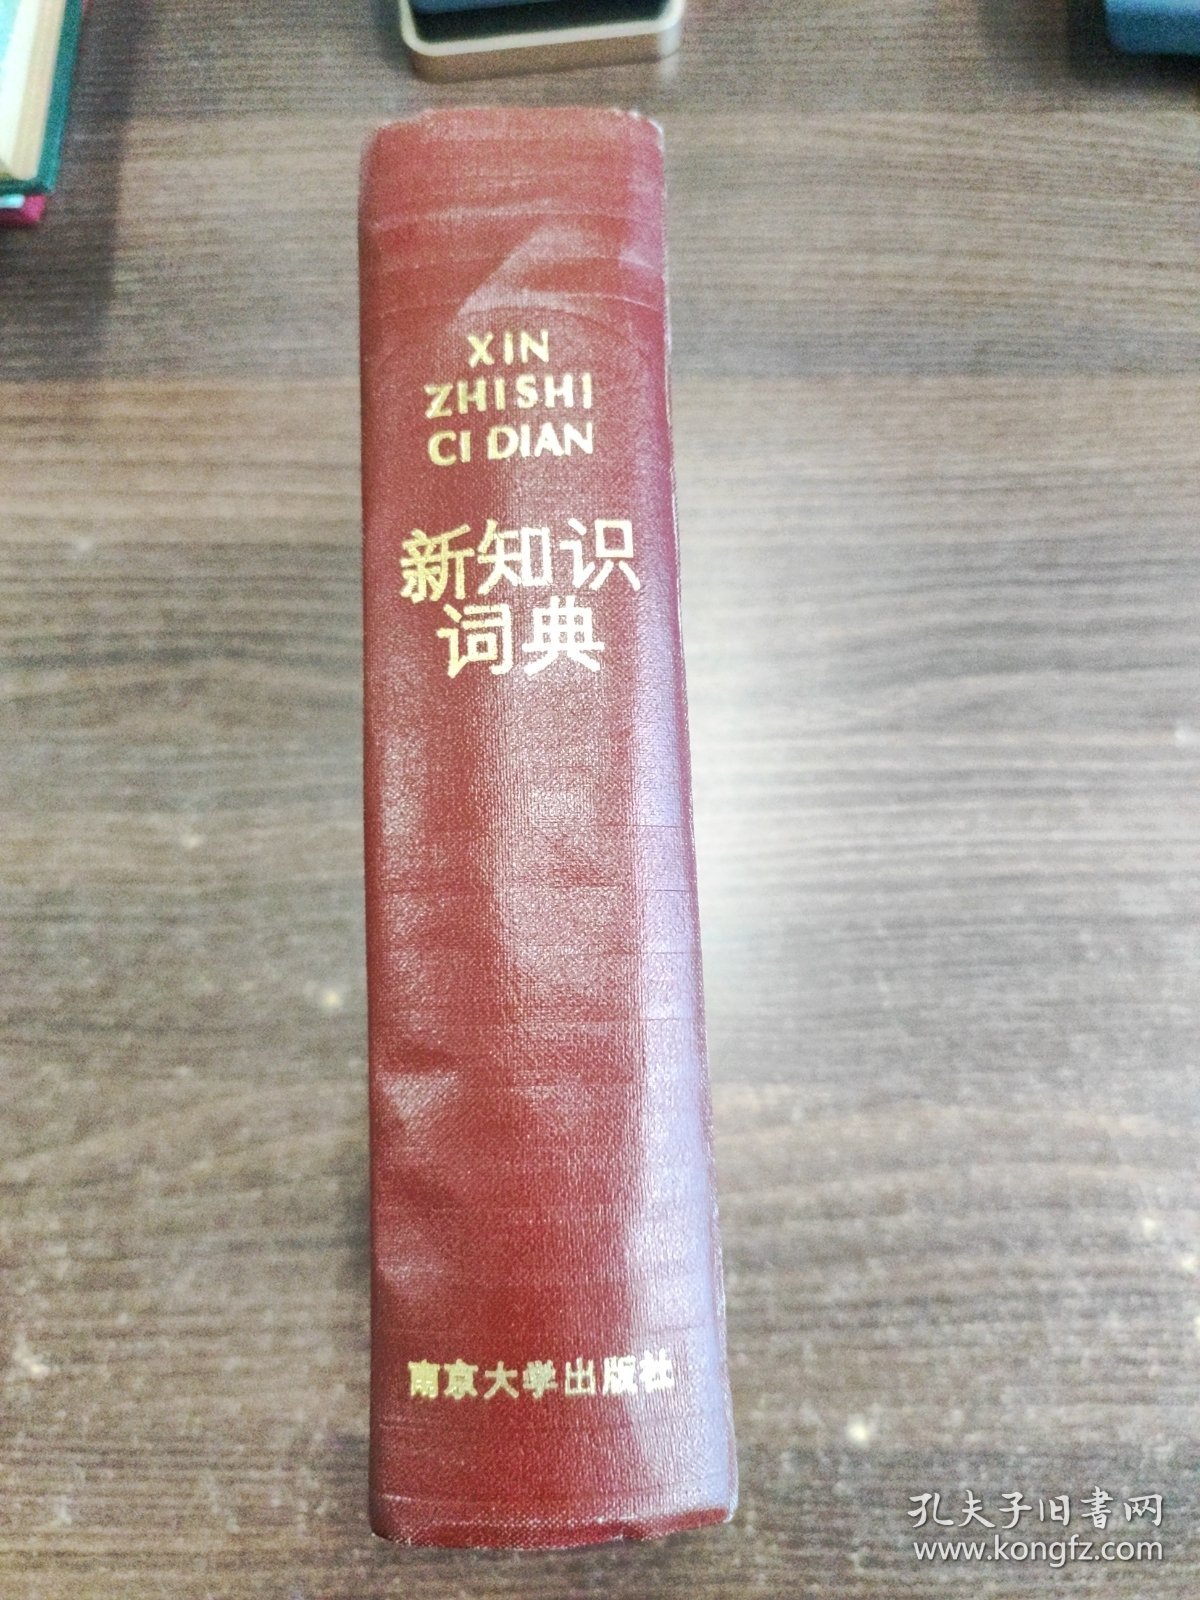 XIN
ZHISHI
CI DIAN
新知识
词典
南京大学出版社
孔夫子旧书网
www.kongfz.com